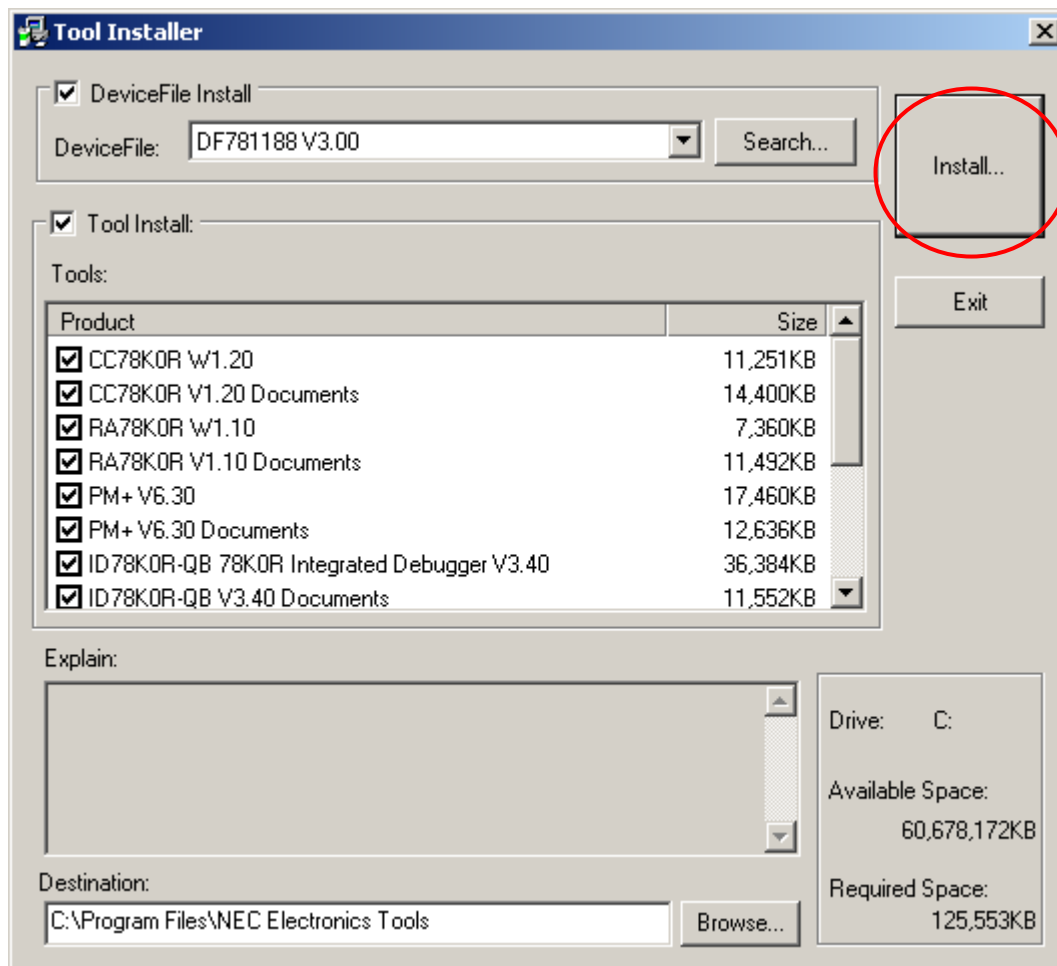 Tool Installer
DeviceFile Install
DeviceFile: DF781188 V3.00 Search...
Install...
Tool Install:
Tools:
Exit
Product Size
CC78K0R W1.20 11,251KB
CC78K0R V1.20 Documents 14,400KB
RA78K0R W1.10 7,360KB
RA78K0R V1.10 Documents 11,492KB
PM+ V6.30 17,460KB
PM+ V6.30 Documents 12,636KB
ID78K0R-QB 78K0R Integrated Debugger V3.40 36,384KB
ID78K0R-QB V3.40 Documents 11,552KB
Explain:
Drive: C:
Available Space:
60,678,172KB
Required Space:
125,553KB
Destination:
C:\Program Files\NEC Electronics Tools Browse...